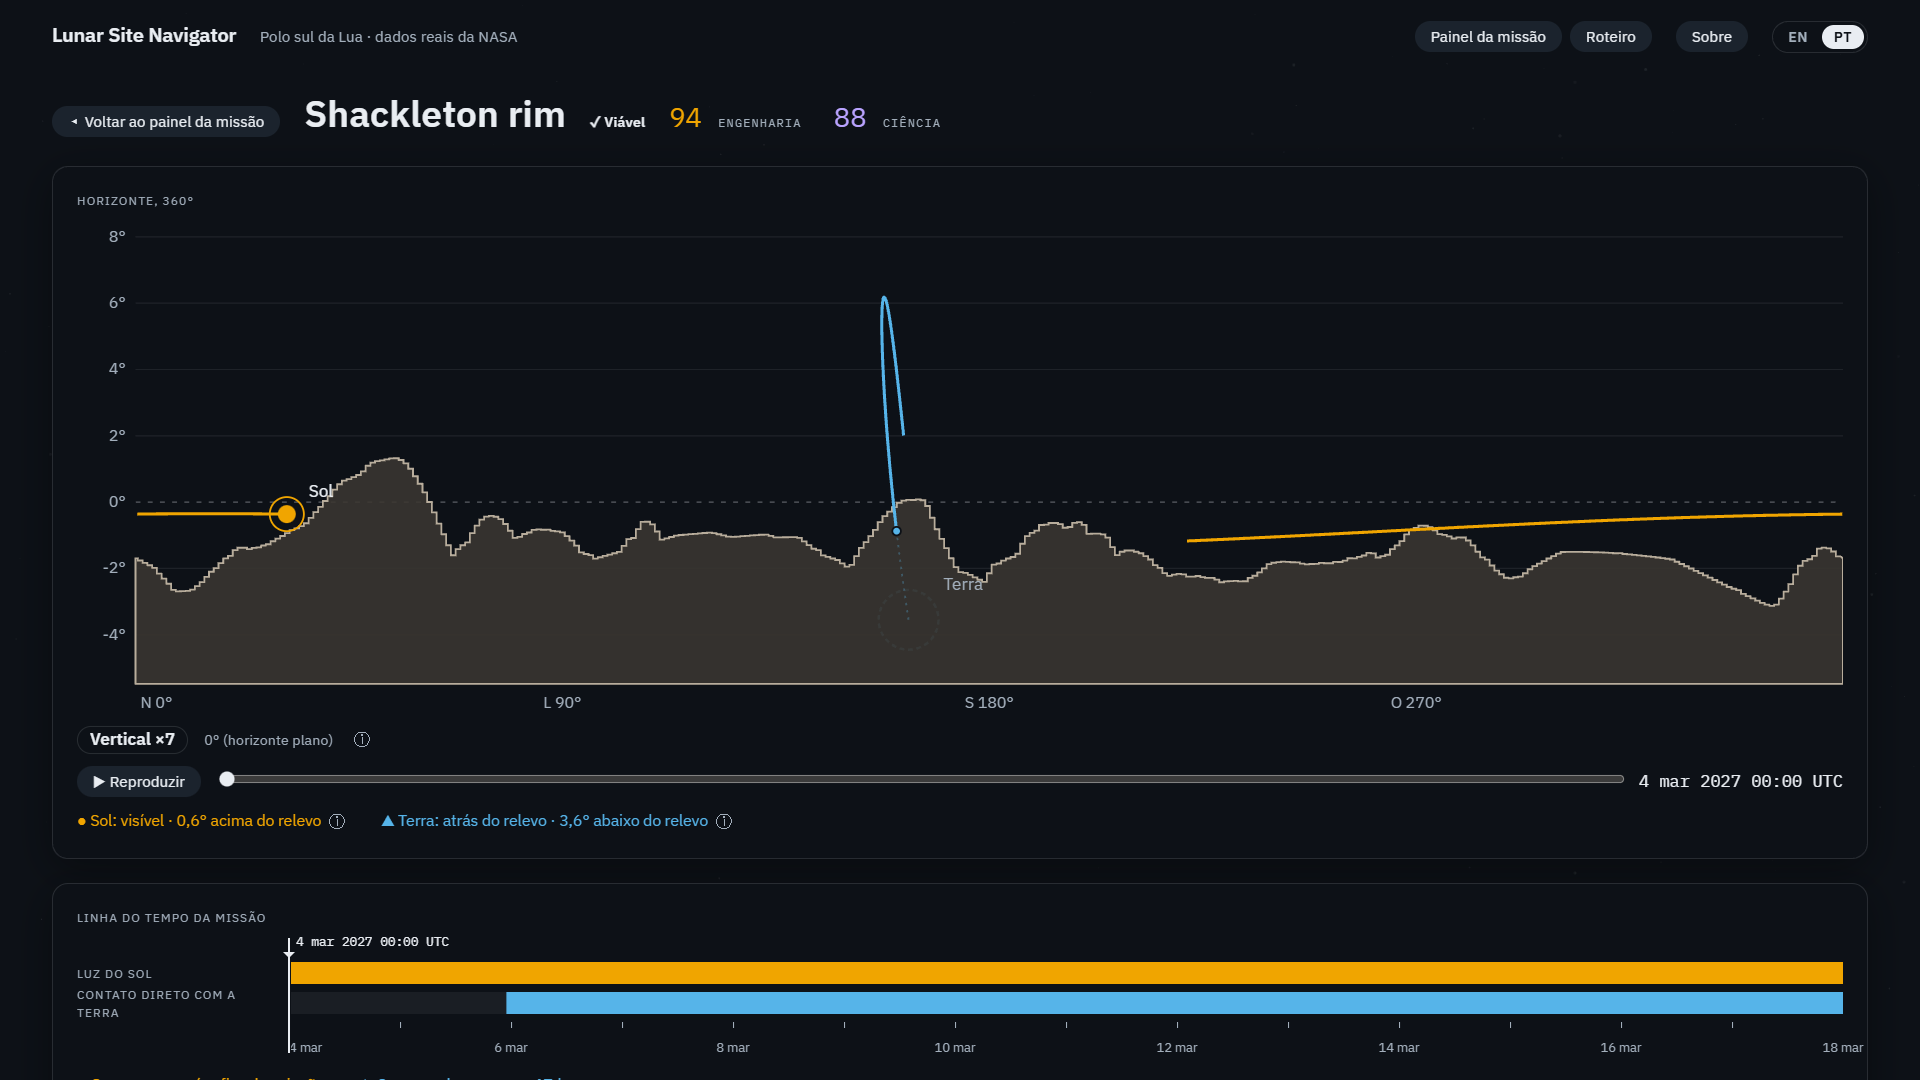 Lunar Site Navigator Polo sul da Lua · dados reais da NASA Painel da missão Roteiro Sobre EN PT
◂ Voltar ao painel da missão Shackleton rim ✓ Viável 94 ENGENHARIA 88 CIÊNCIA
HORIZONTE, 360°
8°
6°
4°
2°
Sol
0°
-2°
Terra
-4°
N 0° L 90° S 180° O 270°
Vertical ×7 0° (horizonte plano) ⓘ
▶ Reproduzir 4 mar 2027 00:00 UTC
● Sol: visível · 0,6° acima do relevo ⓘ ▲ Terra: atrás do relevo · 3,6° abaixo do relevo ⓘ
LINHA DO TEMPO DA MISSÃO
4 mar 2027 00:00 UTC
LUZ DO SOL
CONTATO DIRETO COM A
TERRA
4 mar 6 mar 8 mar 10 mar 12 mar 14 mar 16 mar 18 mar